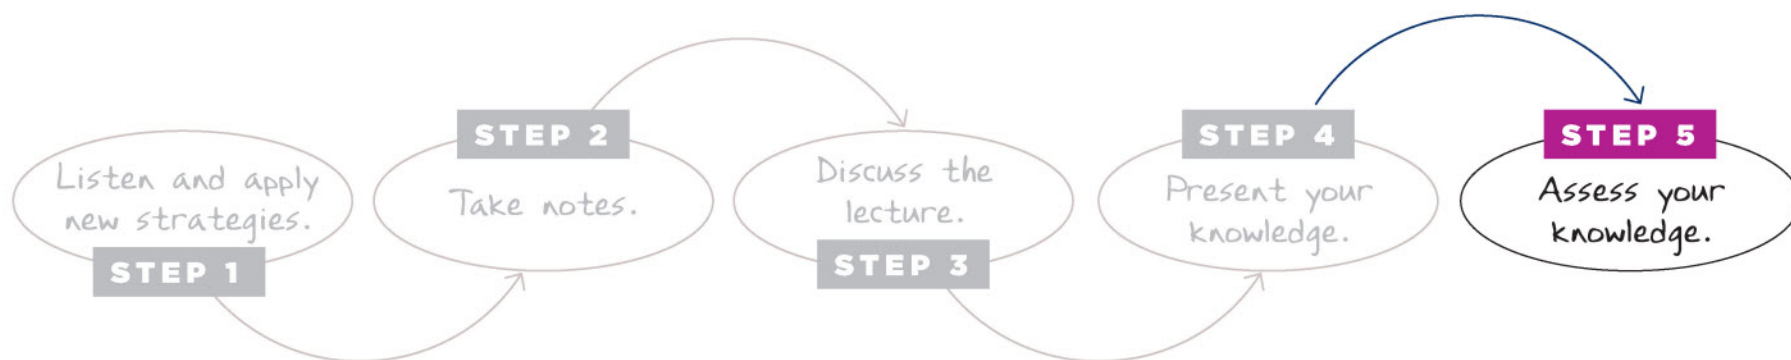 Listen and apply
new strategies.
STEP 1
STEP 2
Take notes.
Discuss the
lecture.
STEP 3
STEP 4
Present your
knowledge.
STEP 5
Assess your
knowledge.